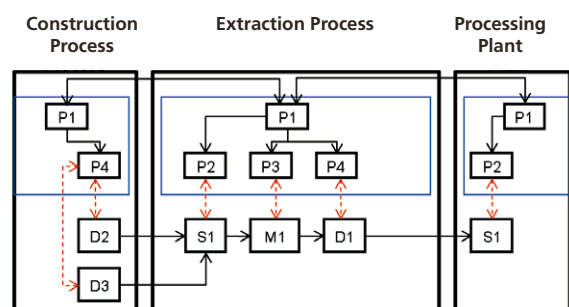 Construction
Process
Extraction Process
Processing
Plant
P1
P1
P1
P4
P2
P3
P4
P2
D2
S1
M1
D1
S1
D3